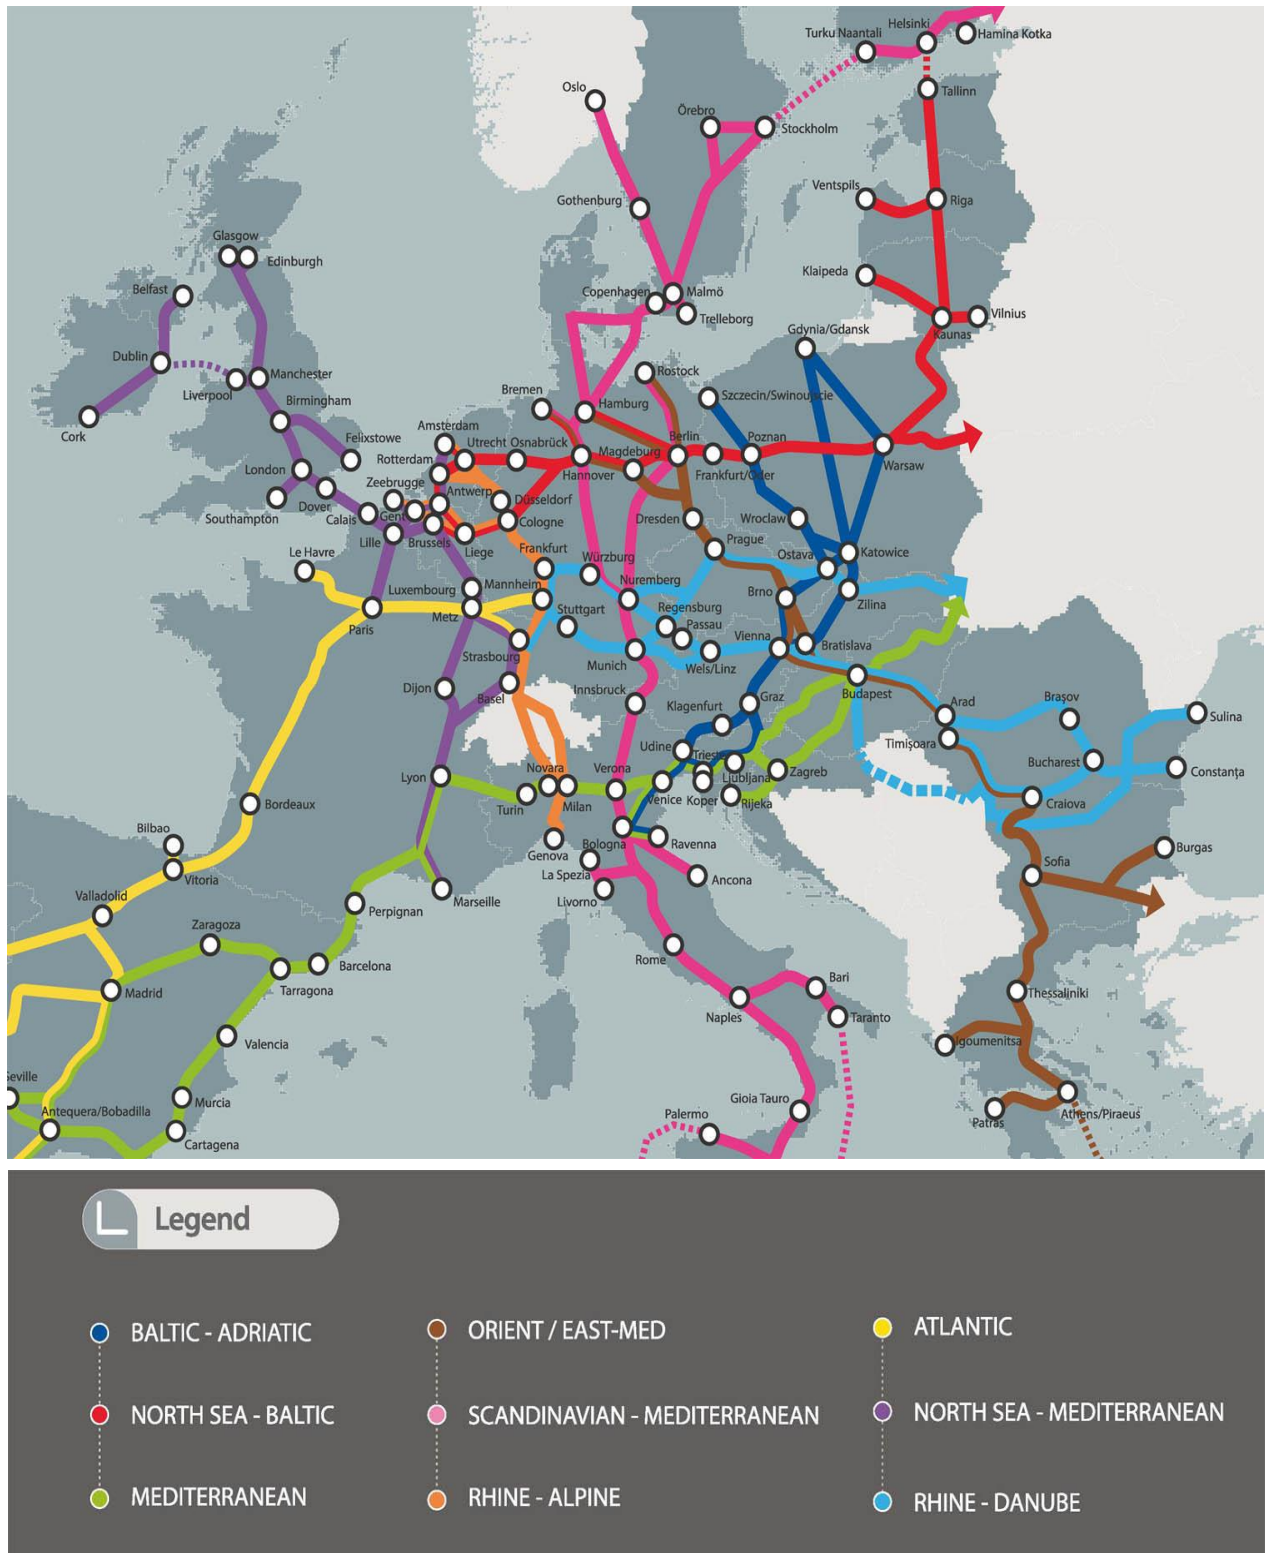 Helsinki
Turku Naantali
Hamina Kotka
Oslo
Tallinn
Örebro
Stockholm
Ventspils
Riga
Gothenburg
Glasgow
Edinburgh
Klaipeda
Belfast
Copenhagen
Malmö
Trelleborg
Vilnius
Kaunas
Gdynia/Gdansk
Dublin
Manchester
Liverpool
Rostock
Bremen
Hamburg
Szczecin/Swinoujscie
Birmingham
Cork
Amsterdam
Felixstowe
Utrecht
Osnabrück
Magdeburg
Berlin
Poznan
Rotterdam
Hannover
Frankfurt/Oder
Warsaw
London
Zeebrugge
Antwerp
Düsseldorf
Dover
Southampton
Calais
Gent
Cologne
Dresden
Wroclaw
Lille
Brussels
Liege
Prague
Le Havre
Frankfurt
Würzburg
Ostava
Katowice
Luxembourg
Mannheim
Nuremberg
Brno
Zilina
Metz
Stuttgart
Regensburg
Paris
Passau
Vienna
Bratislava
Strasbourg
Munich
Wels/Linz
Dijon
Basel
Innsbruck
Budapest
Klagenfurt
Graz
Arad
Braşov
Sulina
Timişoara
Udine
Trieste
Lyon
Novara
Verona
Ljubljana
Zagreb
Bucharest
Constanţa
Turin
Milan
Venice
Koper
Rijeka
Craiova
Bordeaux
Bilbao
Genova
Bologna
Ravenna
Burgas
Vitoria
La Spezia
Ancona
Sofia
Valladolid
Marseille
Livorno
Perpignan
Zaragoza
Rome
Barcelona
Bari
Madrid
Tarragona
Naples
Taranto
Thessaliniki
Valencia
Igoumenitsa
Seville
Murcia
Gioia Tauro
Antequera/Bobadilla
Palermo
Athens/Piraeus
Patras
Cartagena
Legend
BALTIC - ADRIATIC
ORIENT / EAST-MED
ATLANTIC
NORTH SEA - BALTIC
SCANDINAVIAN - MEDITERRANEAN
NORTH SEA - MEDITERRANEAN
MEDITERRANEAN
RHINE - ALPINE
RHINE - DANUBE